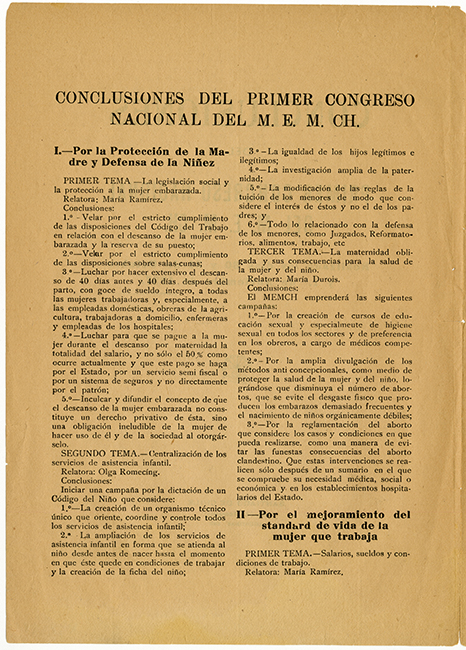 CONCLUSIONES DEL PRIMER CONGRESO
NACIONAL DEL M. E. M. CH.
I.—Por la Protección de la Ma-
dre y Defensa de la Niñez
PRIMER TEMA —La legislación social y
la protección a la mujer embarazada.
Relatora; María Ramírez.
Conclusiones:
1.º—Velar por el estricto cumplimiento
de las disposiciones del Código del Trabajo
en relación con el descanso de la mujer em-
barazada y la reserva de su puesto;
2.º—Velar por el estricto cumplimiento
de las disposiciones sobre salas-cunas;
3.º—Luchar por hacer extensivo el descan-
so de 40 días antes y 40 días después del
parto, con goce de sueldo íntegro, a todas
las mujeres trabajadoras y, especialmente, a
las empleadas domésticas, obreras de la agri-
cultura, trabajadoras a domicilio, enfermeras
y empleadas de los hospitales;
4.º—Luchar para que se pague a la mu-
jer durante el descanso por maternidad la
totalidad del salario, y no sólo el 50% como
ocurre actualmente y que este pago se haga
por el Estado, por un servicio semi fiscal o
por un sistema de seguros y no directamente
por el patrón;
5.º—Inculcar y difundir el concepto de que
el descanso de la mujer embarazada no cons-
tituye un derecho privativo de ésta, sino
una obligación ineludible de la mujer de
hacer uso de él y de la sociedad al otorgár-
selo.
SEGUNDO TEMA.—Centralización de los
servicios de asistencia infantil.
Relatora; Olga Romecing.
Conclusiones:
Iniciar una campaña por la dictación de un
Código del Niño que considere:
1.º—La creación de un organismo técnico
único que oriente, coordine y controle todos
los servicios de asistencia infantil;
2.º La ampliación de los servicios de
asistencia infantil en forma que se atienda al
niño desde antes de nacer hasta el momento
en que éste quede en condiciones de trabajar
y la creación de la ficha del niño;
3.º—La igualdad de los hijos legítimos e
ilegítimos;
4.º—La investigación amplia de la pater-
nidad;
5.º—La modificación de las reglas de la
tuición de los menores de modo que con-
sidere el interés de éstos y no el de los pa-
dres; y
6.º—Todo lo relacionado con la defensa
de los menores, como Juzgados, Reformato-
rios, alimentos, trabajo, etc
TERCER TEMA.—La maternidad obli-
gada y sus consecuencias para la salud de
la mujer y del niño.
Relatora: María Durois.
Conclusiones:
El MEMCH emprenderá las siguientes
campañas:
1.º—Por la creación de cursos de edu-
cación sexual y especialmeute de higiene
sexual en todos los sectores y de preferencia
en los obreros, a cargo de médicos compe-
tentes;
2.º—Por la amplia divulgación de los
métodos anti concepcionales, como medio de
proteger la salud de la mujer y del niño, lo-
grándose que disminuya el número de abor-
tos, que se evite el desgaste físico que pro-
ducen los embarazos demasiado frecuentes y
el nacimiento de niños orgánicamente débiles;
3.º—Por la reglamentación del aborto
que considere los casos y condiciones en que
pueda realizarse, como una manera de evi-
tar las funestas consecuencias del aborto
clandestino. Que estas intervenciones se rea-
licen sólo después de un sumario en el que
se compruebe su necesidad médica, social o
económica y en los establecimientos hospita-
larios del Estado.
II—Por el mejoramiento del
standard de vida de la
mujer que trabaja
PRIMER TEMA.—Salarios, sueldos y con-
diciones de trabajo.
Relatora: María Ramírez,